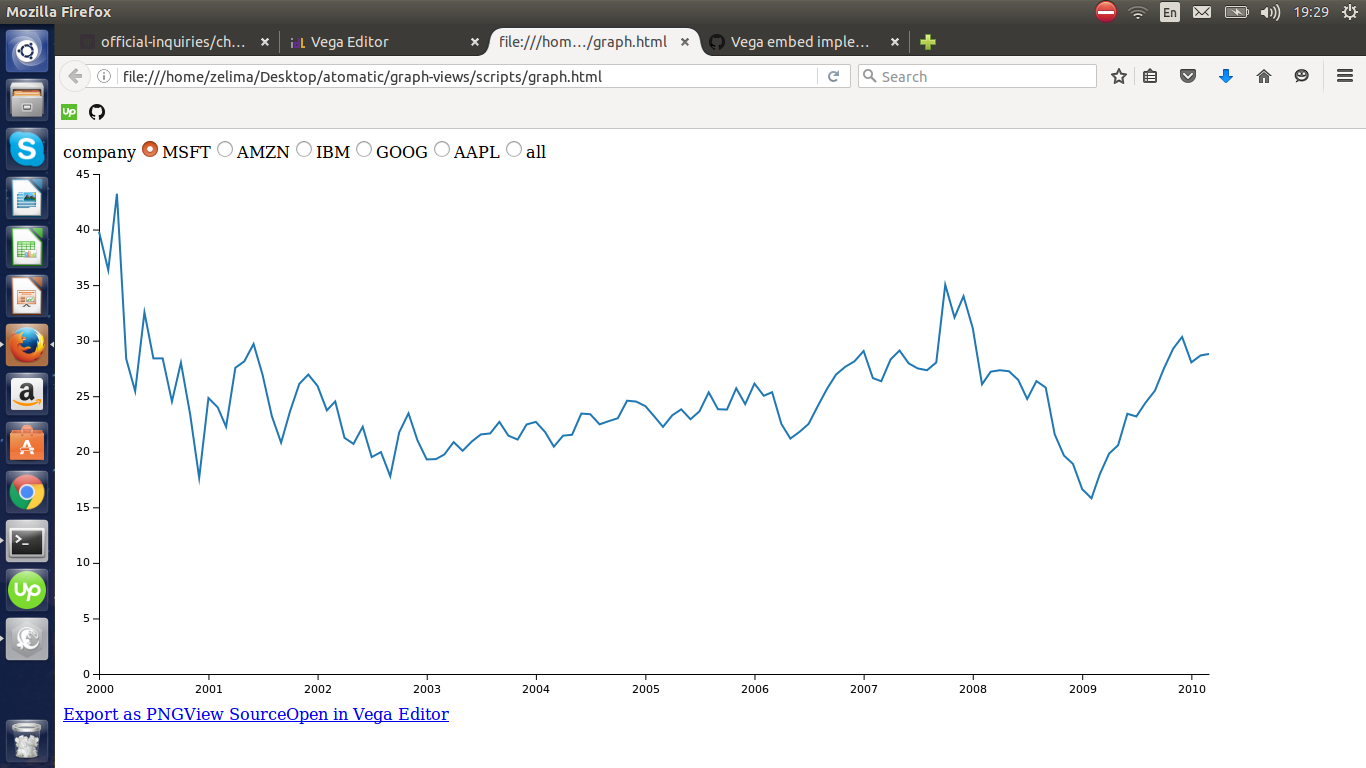 Mozilla Firefox
En
19:29
official-inquiries/ch...
Vega Editor
file:///hom.../graph.html
Vega embed imple...
file:///home/zelima/Desktop/atomatic/graph-views/scripts/graph.html
Search
Up
company MSFT AMZN IBM GOOG AAPL all
45
40
35
30
25
20
15
10
5
0
2000 2001 2002 2003 2004 2005 2006 2007 2008 2009 2010
Export as PNGView SourceOpen in Vega Editor
Up